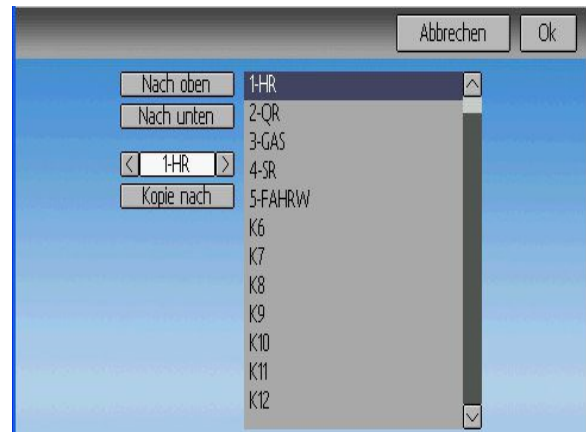 Abbrechen Ok
Nach oben
Nach unten
1-HR
Kopie nach
1-HR
2-QR
3-GAS
4-SR
5-FAHRW
K6
K7
K8
K9
K10
K11
K12